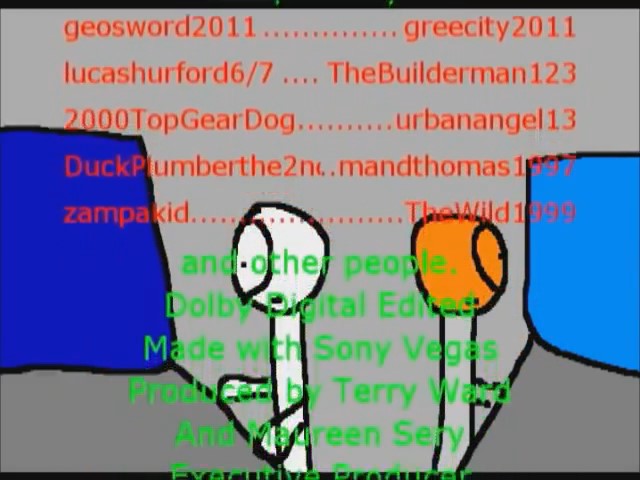 geosword2011.............. greecity2011
lucashurford6/7 .... TheBuilderman123
2000TopGearDog..........urbanangel13
DuckPlumberthe2n..mandthomas1997
zampakid......................TheWild1999
and other people.
Dolby Digital Edited
Made with Sony Vegas
Produced by Terry Ward
And Maureen Sery
Executive Producer